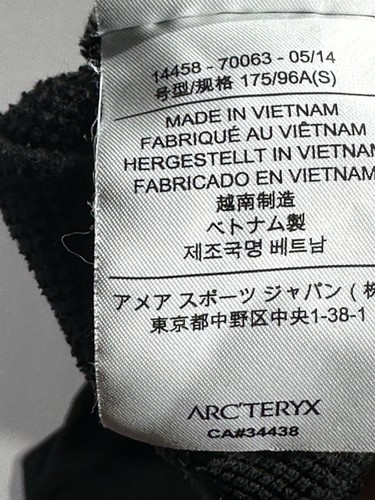 14458 - 70063 - 05/14
号型/规格 175/96A(S)
MADE IN VIETNAM
FABRIQUÉ AU VIÊTNAM
HERGESTELLT IN VIETNAM
FABRICADO EN VIETNAM
越南制造
ベトナム製
제조국명 베트남
アメア スポーツ ジャパン ( 株
東京都中野区中央1-38-1
ARC'TERYX
CA#34438